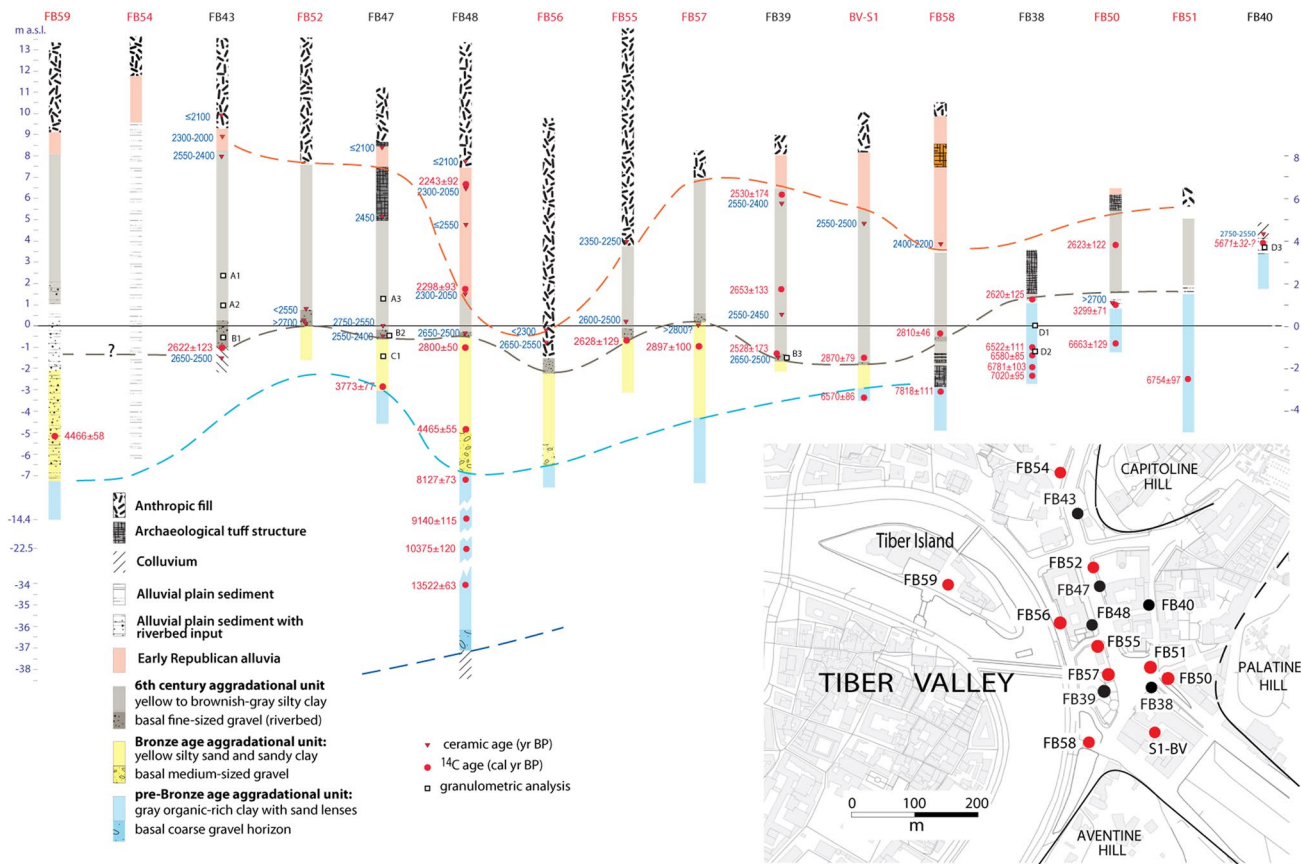 FB59 FB54 FB43 FB52 FB47 FB48 FB56 FB55 FB57 FB39 BV-S1 FB58 FB38 FB50 FB51 FB40
m a.s.l.
13
12
11
10
9
8
7
6
5
4
3
2
1
0
-1
-2
-3
-4
-5
-6
-7
-14.4
-22.5
-34
-35
-36
-37
-38
8
6
4
2
0
-2
-4
?
4466±58
≤2100
2300-2000
2550-2400
A1
A2
B1
2622±123
2650-2500
<2550
>2700
≤2100
2450
A3
2750-2550
B2
2550-2400
C1
3773±77
≤2100
2243±92
2300-2050
≤2550
2298±93
2300-2050
2650-2500
2800±50
4465±55
8127±73
9140±115
10375±120
13522±63
<2300
2650-2550
2350-2250
2600-2500
2628±129
>2800?
2897±100
2530±174
2550-2400
2653±133
2550-2450
2528±173
2650-2500
B3
2550-2500
2870±79
6570±86
2400-2200
2810±46
7818±111
2620±125
D1
6522±111
D2
6580±85
6781±103
7020±95
2623±122
>2700
3299±71
6663±129
6754±97
2750-2550
5671±32-?
D3
Anthropic fill
Archaeological tuff structure
Colluvium
Alluvial plain sediment
Alluvial plain sediment with
riverbed input
Early Republican alluvia
6th century aggradational unit
yellow to brownish-gray silty clay
basal fine-sized gravel (riverbed)
Bronze age aggradational unit:
yellow silty sand and sandy clay
basal medium-sized gravel
pre-Bronze age aggradational unit:
gray organic-rich clay with sand lenses
basal coarse gravel horizon
ceramic age (yr BP)
14C age (cal yr BP)
granulometric analysis
FB54
CAPITOLINE
HILL
FB43
Tiber Island
FB52
FB59
FB47
FB40
FB48
FB56
FB55
FB51
PALATINE
HILL
FB57
FB50
TIBER VALLEY
FB39
FB38
FB58
S1-BV
0 100 200
m
AVENTINE
HILL